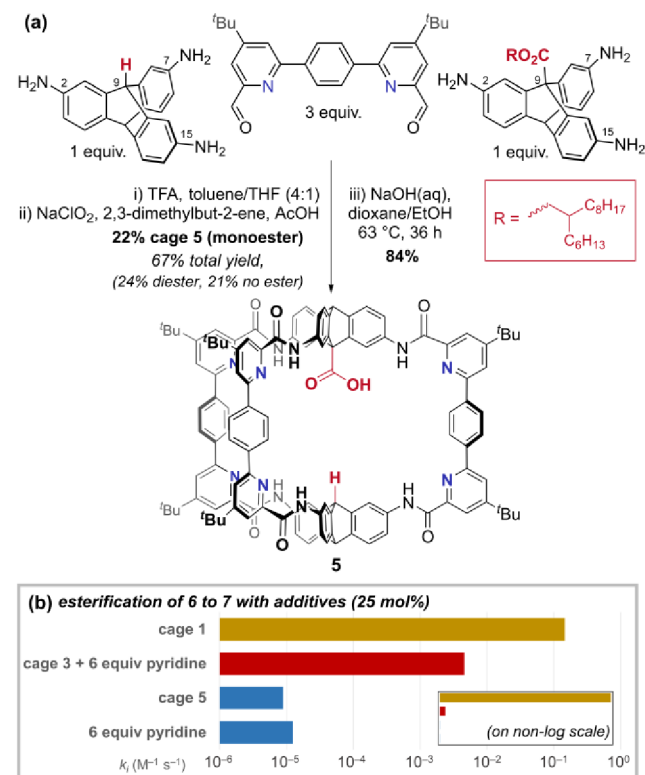 (a)
ᵗBu ᵗBu
H
RO₂C
7 NH₂
7 NH₂
H₂N 2 9
N N
H₂N 2 9
O O
15 NH₂
3 equiv.
15 NH₂
1 equiv.
1 equiv.
i) TFA, toluene/THF (4:1)
ii) NaClO₂, 2,3-dimethylbut-2-ene, AcOH
22% cage 5 (monoester)
67% total yield,
(24% diester, 21% no ester)
iii) NaOH(aq),
dioxane/EtOH
63 °C, 36 h
84%
R = C₈H₁₇
C₆H₁₃
O O O
ᵗBu ᵗBu NH N H N H ᵗBu
N N N
O OH
N N H N
ᵗBu ᵗBu NH N H N H ᵗBu
O O O
5
(b) esterification of 6 to 7 with additives (25 mol%)
cage 1
cage 3 + 6 equiv pyridine
cage 5
6 equiv pyridine
(on non-log scale)
kᵢ (M⁻¹ s⁻¹) 10⁻⁶ 10⁻⁵ 10⁻⁴ 10⁻³ 10⁻² 10⁻¹ 10⁰